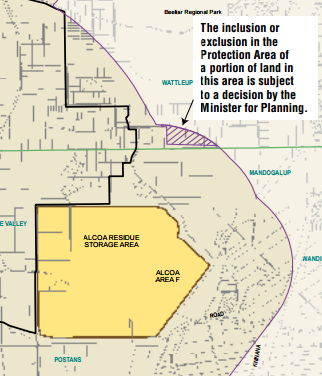 Beeliar Regional Park
The inclusion or
exclusion in the
Protection Area of
a portion of land in
this area is subject
to a decision by the
Minister for Planning.
WATTLEUP
MANDOGALUP
E VALLEY
ALCOA RESIDUE
STORAGE AREA
WANDI
ALCOA
AREA F
ROAD
KWINANA
POSTANS